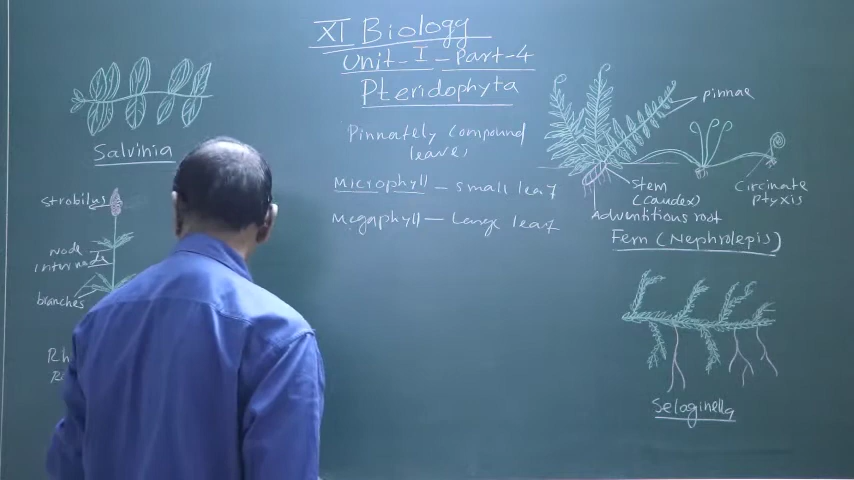 XI Biology
Unit-I-Part-4
Pteridophyta
Pinnately compound
leaves
Microphyll - small leaf
Megaphyll - Large leaf
Salvinia
Strobilus
Node
internode
branches
Rh
pinnae
Stem
(caudex)
Circinate
ptyxis
Adventitious root
Fern (Nephrolepis)
Selaginella